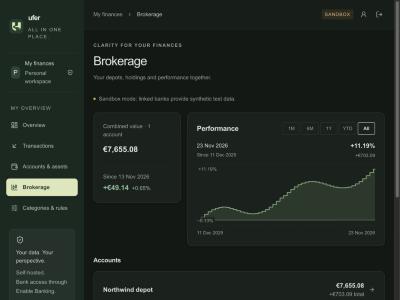 ufer
ALL IN ONE
PLACE.
My finances › Brokerage
SANDBOX
P
My finances
Personal
workspace
MY OVERVIEW
Overview
Transactions
Accounts & assets
Brokerage
Categories & rules
Your data. Your
perspective.
Self-hosted.
Bank access through
Enable Banking.
CLARITY FOR YOUR FINANCES
Brokerage
Your depots, holdings and performance together.
Sandbox mode: linked banks provide synthetic test data.
Combined value · 1
account
€7,655.08
Since 13 Nov 2026
+€49.14 +0.65%
Performance
1M 6M 1Y YTD All
23 Nov 2026 +11.19%
Since 11 Dec 2025 +€703.09
+11.19%
11 Dec 2025 23 Nov 2026
Accounts
Northwind depot
€7,655.08
+€703.09 total